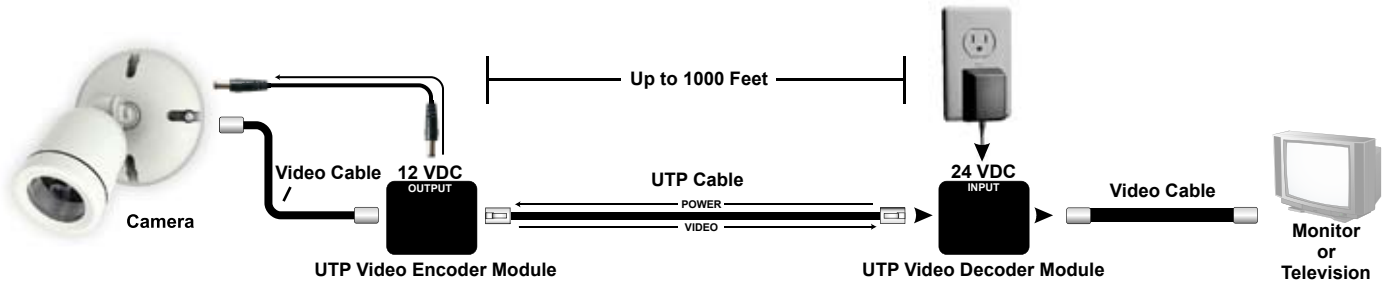 Up to 1000 Feet
Video Cable
12 VDC
OUTPUT
UTP Cable
24 VDC
INPUT
Video Cable
POWER
VIDEO
Camera
Monitor
or
Television
UTP Video Encoder Module
UTP Video Decoder Module